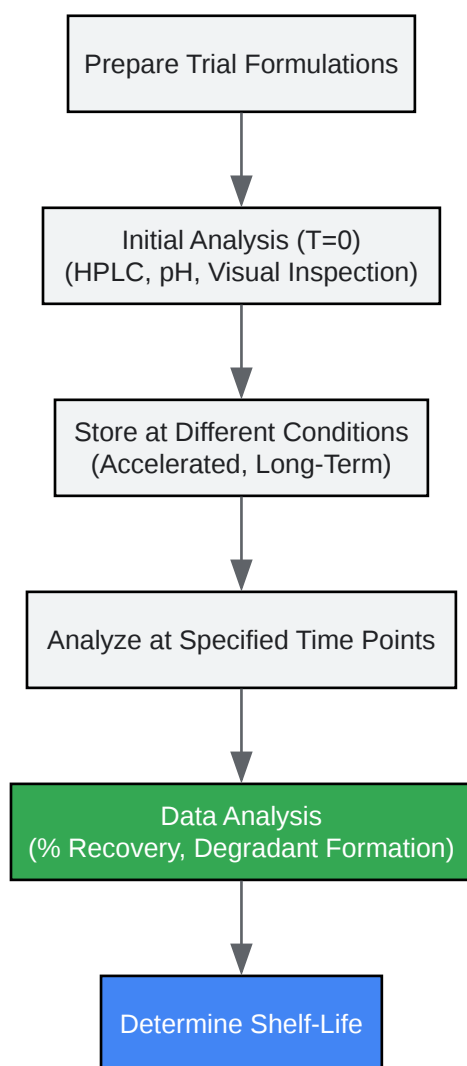 Prepare Trial Formulations
Initial Analysis (T=0)
(HPLC, pH, Visual Inspection)
Store at Different Conditions
(Accelerated, Long-Term)
Analyze at Specified Time Points
Data Analysis
(% Recovery, Degradant Formation)
Determine Shelf-Life